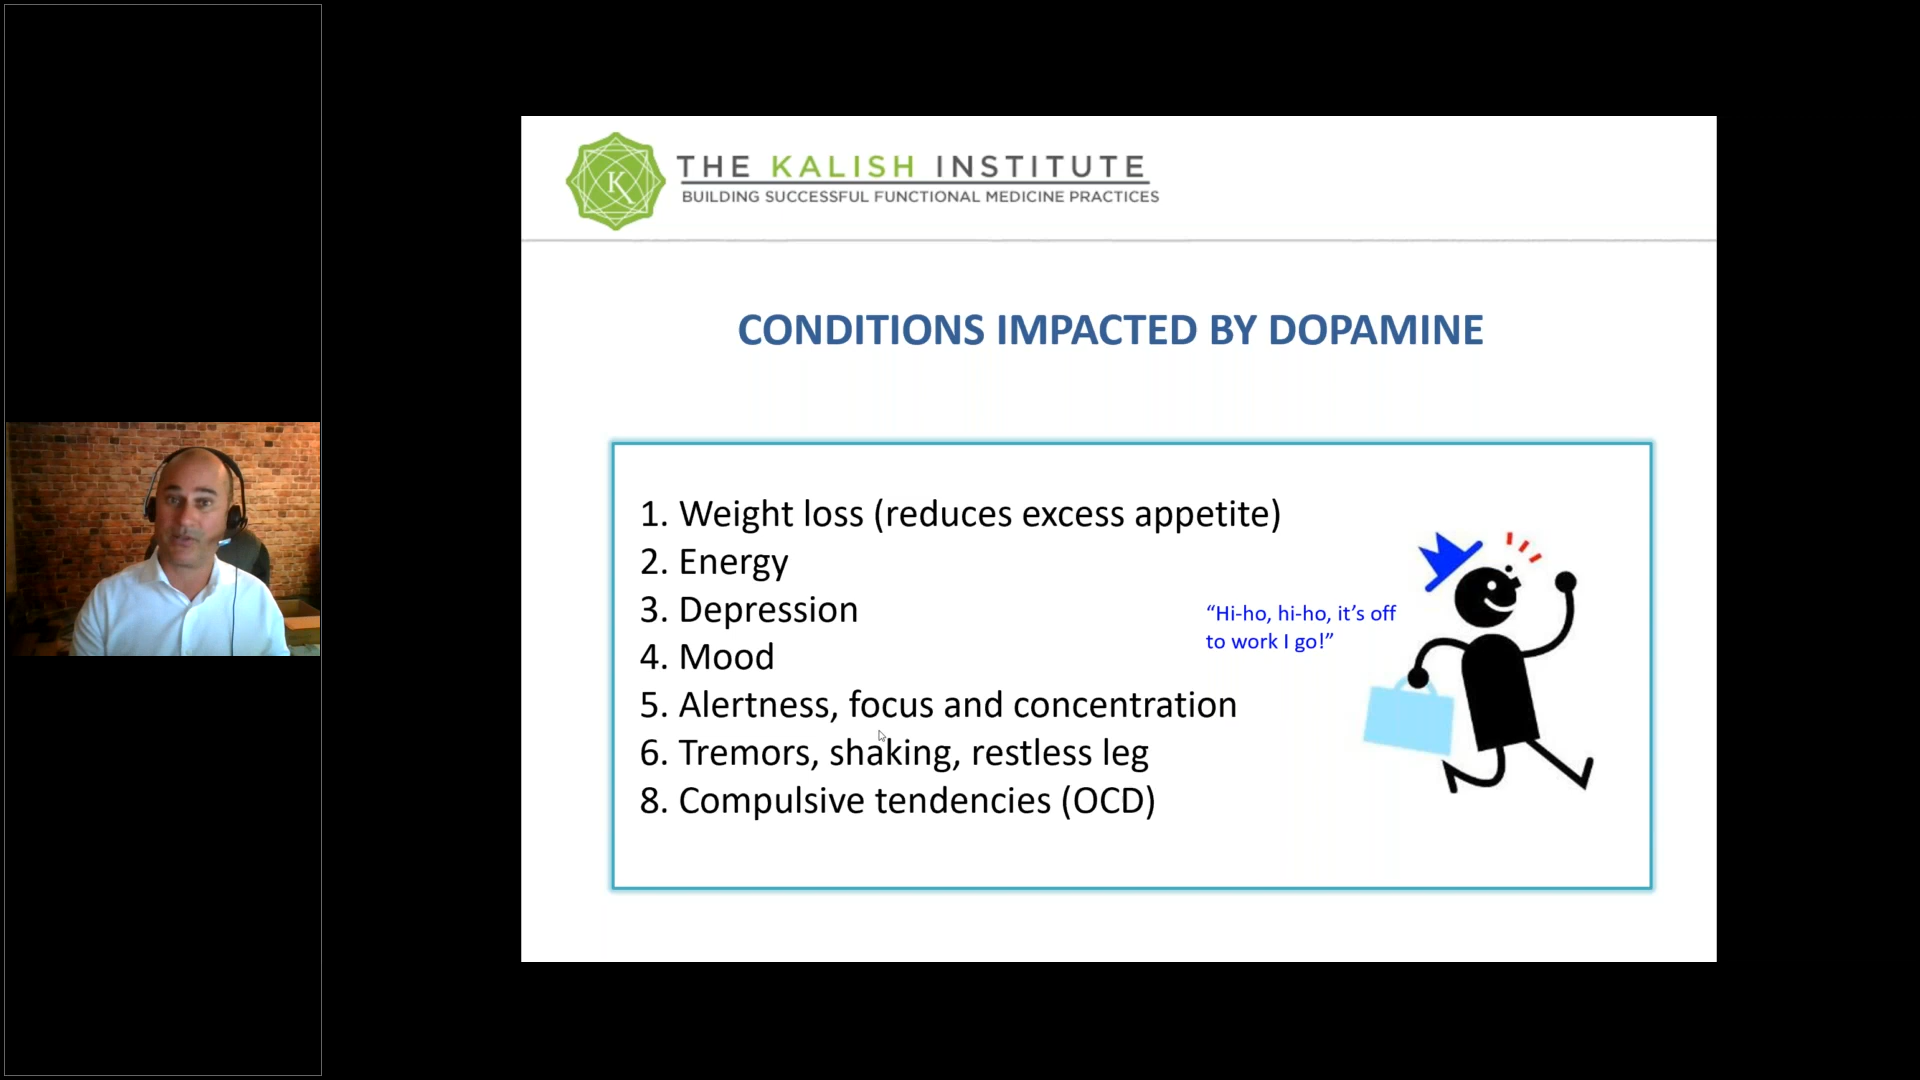 K
THE KALISH INSTITUTE
BUILDING SUCCESSFUL FUNCTIONAL MEDICINE PRACTICES
CONDITIONS IMPACTED BY DOPAMINE
1. Weight loss (reduces excess appetite)
2. Energy
3. Depression
4. Mood
5. Alertness, focus and concentration
6. Tremors, shaking, restless leg
8. Compulsive tendencies (OCD)
“Hi-ho, hi-ho, it’s off
to work I go!”